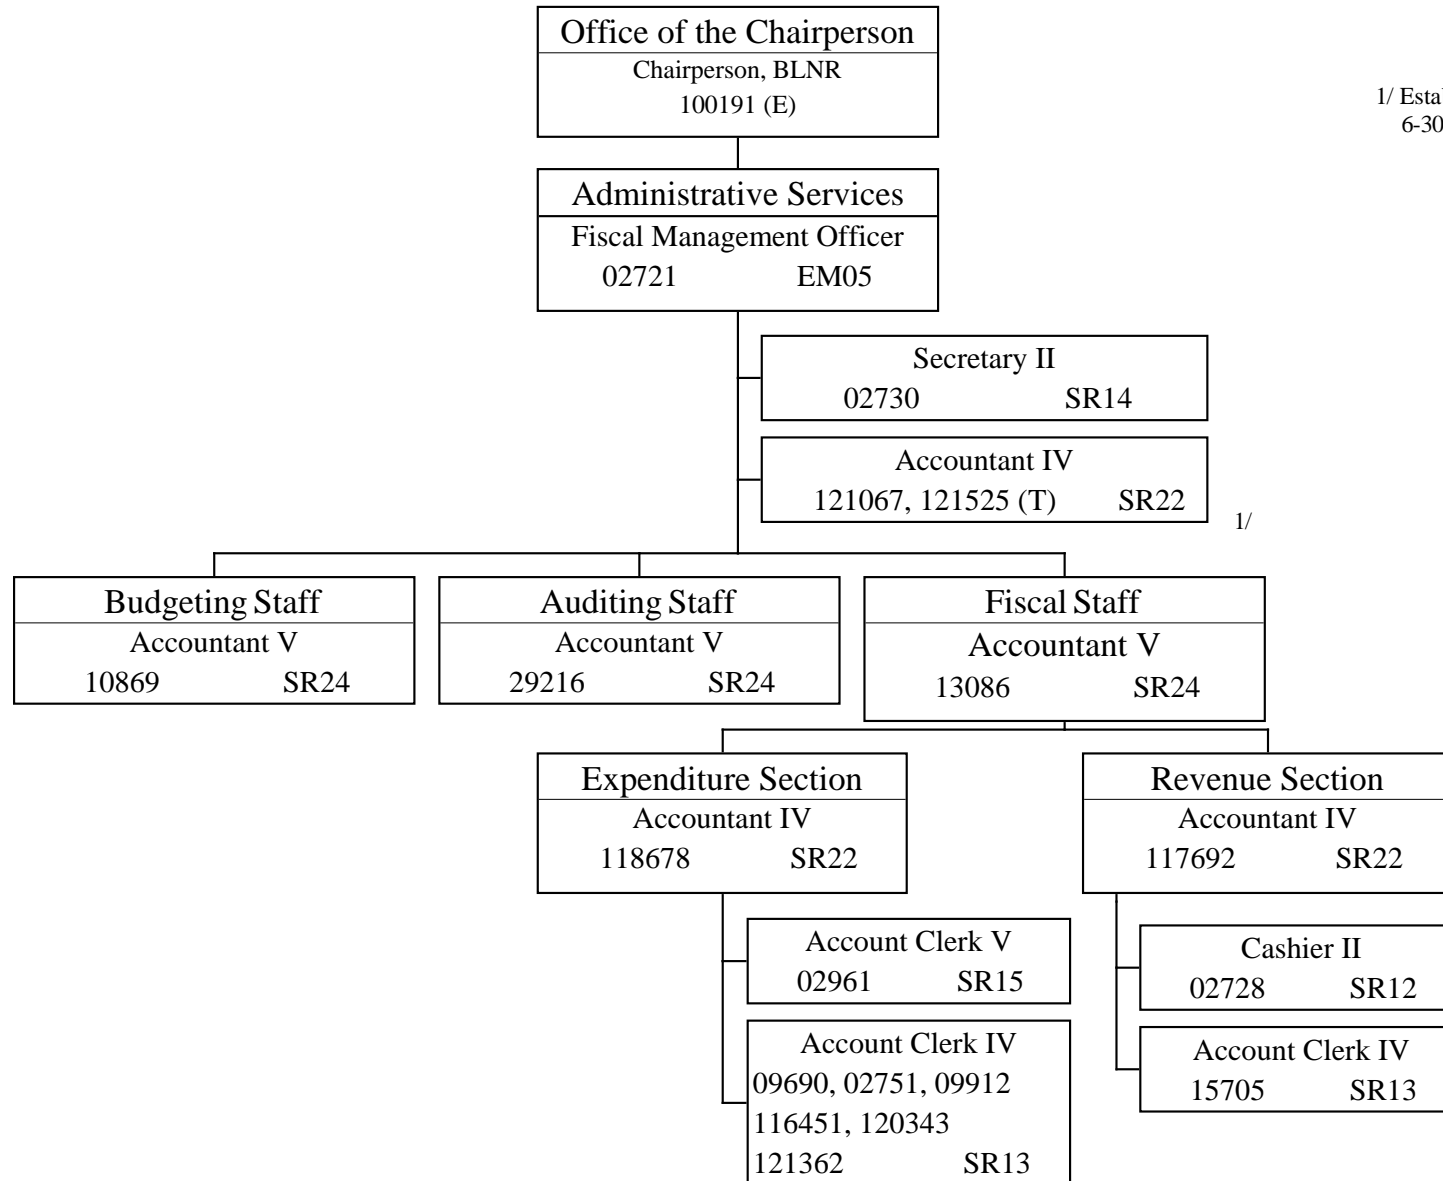 Office of the Chairperson
Chairperson, BLNR
100191 (E)
1/
6-30
Administrative Services
Fiscal Management Officer
02721 EM05
Secretary II
02730 SR14
Accountant IV
121067, 121525 (T) SR22
1/
Budgeting Staff
Accountant V
10869 SR24
Auditing Staff
Accountant V
29216 SR24
Fiscal Staff
Accountant V
13086 SR24
Expenditure Section
Accountant IV
118678 SR22
Revenue Section
Accountant IV
117692 SR22
Account Clerk V
02961 SR15
Cashier II
02728 SR12
Account Clerk IV
09690, 02751, 09912
116451, 120343
121362 SR13
Account Clerk IV
15705 SR13